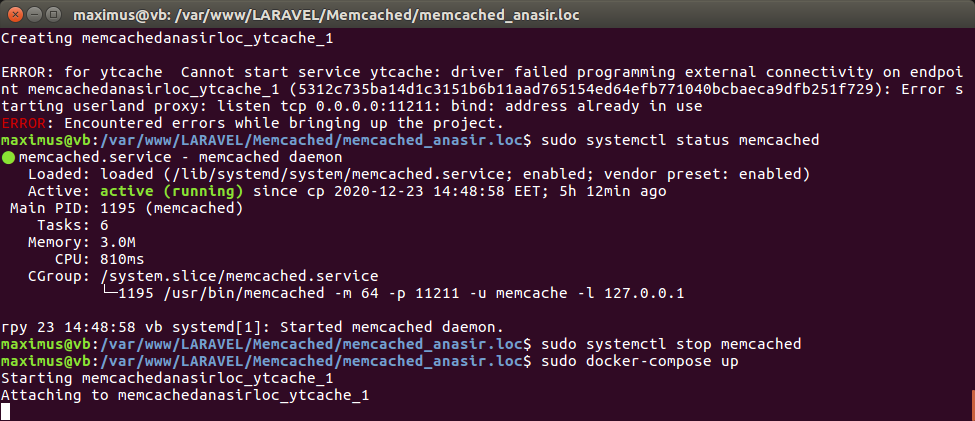 maximus@vb: /var/www/LARAVEL/Memcached/memcached_anasir.loc
Creating memcachedanasirloc_ytcache_1
ERROR: for ytcache  Cannot start service ytcache: driver failed programming external connectivity on endpoi
nt memcachedanasirloc_ytcache_1 (5312c735ba14d1c3151b6b11aad765154ed64efb771040bcbaeca9dfb251f729): Error s
tarting userland proxy: listen tcp 0.0.0.0:11211: bind: address already in use
ERROR: Encountered errors while bringing up the project.
maximus@vb:/var/www/LARAVEL/Memcached/memcached_anasir.loc$ sudo systemctl status memcached
● memcached.service - memcached daemon
   Loaded: loaded (/lib/systemd/system/memcached.service; enabled; vendor preset: enabled)
   Active: active (running) since ср 2020-12-23 14:48:58 EET; 5h 12min ago
 Main PID: 1195 (memcached)
    Tasks: 6
   Memory: 3.0M
      CPU: 810ms
   CGroup: /system.slice/memcached.service
           └─1195 /usr/bin/memcached -m 64 -p 11211 -u memcache -l 127.0.0.1
гру 23 14:48:58 vb systemd[1]: Started memcached daemon.
maximus@vb:/var/www/LARAVEL/Memcached/memcached_anasir.loc$ sudo systemctl stop memcached
maximus@vb:/var/www/LARAVEL/Memcached/memcached_anasir.loc$ sudo docker-compose up
Starting memcachedanasirloc_ytcache_1
Attaching to memcachedanasirloc_ytcache_1